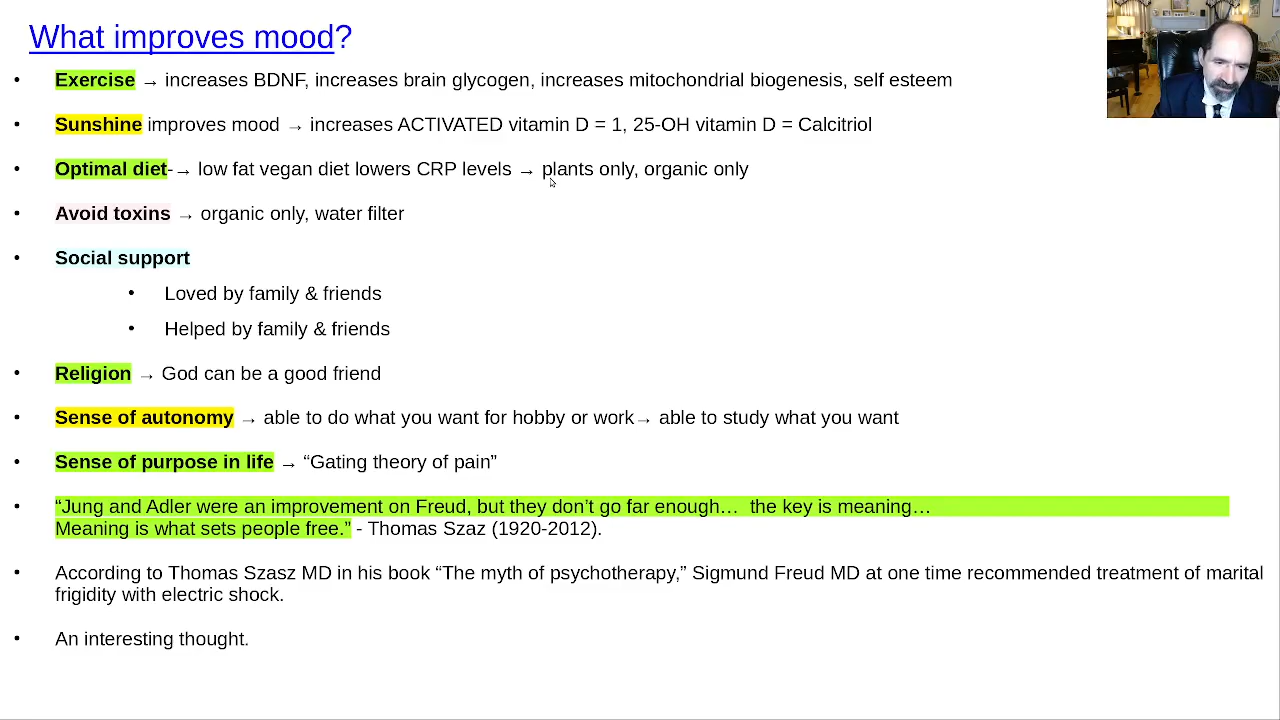 What improves mood?
• Exercise → increases BDNF, increases brain glycogen, increases mitochondrial biogenesis, self esteem
• Sunshine improves mood → increases ACTIVATED vitamin D = 1, 25-OH vitamin D = Calcitriol
• Optimal diet-→ low fat vegan diet lowers CRP levels → plants only, organic only
• Avoid toxins → organic only, water filter
• Social support
• Loved by family & friends
• Helped by family & friends
• Religion → God can be a good friend
• Sense of autonomy → able to do what you want for hobby or work→ able to study what you want
• Sense of purpose in life → “Gating theory of pain”
• “Jung and Adler were an improvement on Freud, but they don’t go far enough…  the key is meaning…
Meaning is what sets people free.” - Thomas Szaz (1920-2012).
• According to Thomas Szasz MD in his book “The myth of psychotherapy,” Sigmund Freud MD at one time recommended treatment of marital
frigidity with electric shock.
• An interesting thought.